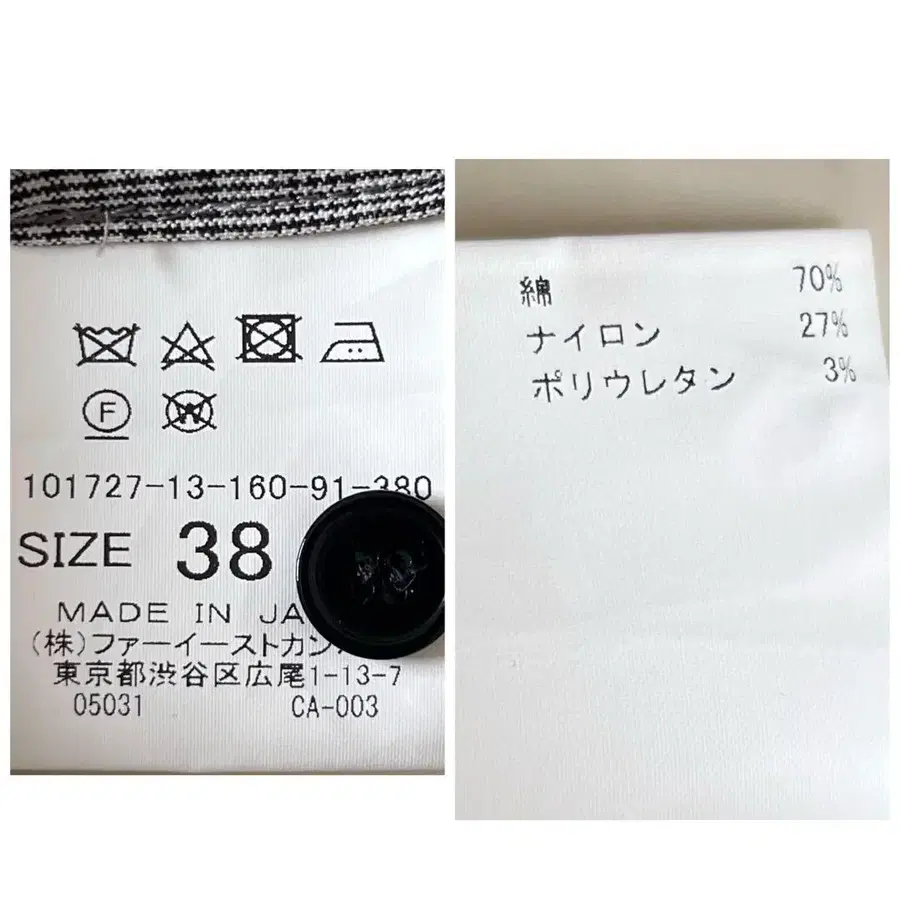 F
W
101727-13-160-91-380
SIZE 38
MADE IN JA
(株)ファーイーストカン
東京都渋谷区広尾1-13-7
05031 CA-003
綿 70%
ナイロン 27%
ポリウレタン 3%